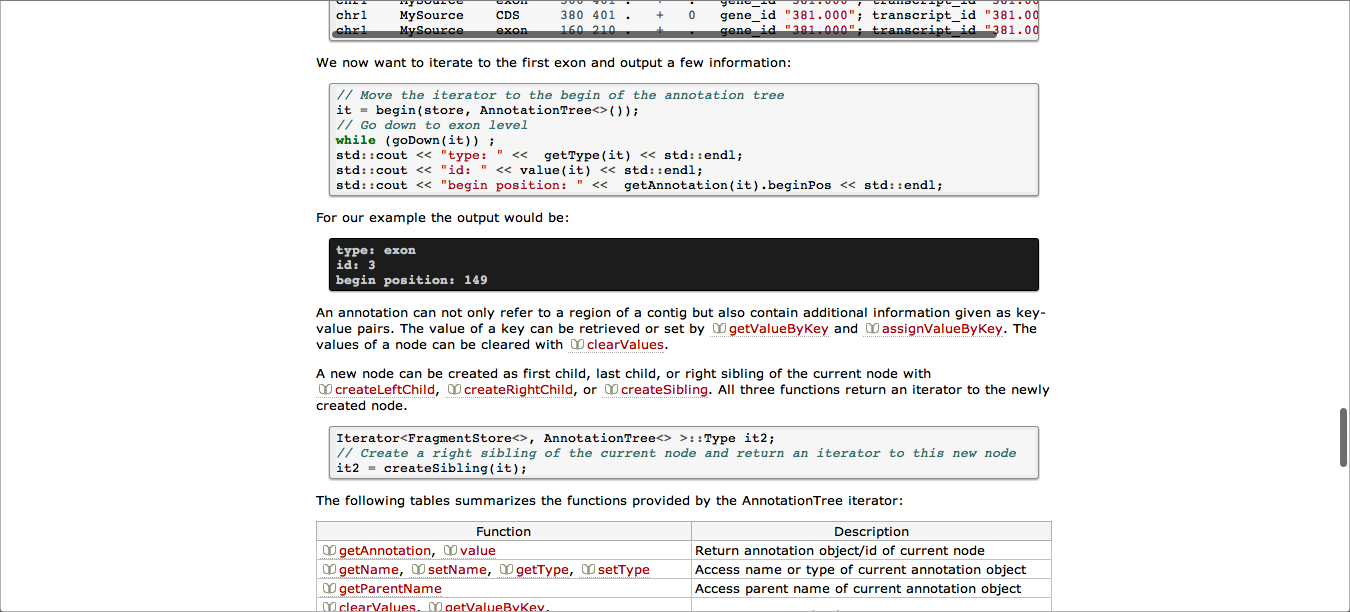 chr1 MySource exon 300 401 . + . gene_id "381.000"; transcript_id "381.00
chr1 MySource CDS 380 401 . + 0 gene_id "381.000"; transcript_id "381.00
chr1 MySource exon 160 210 . + . gene_id "381.000"; transcript_id "381.00
We now want to iterate to the first exon and output a few information:
// Move the iterator to the begin of the annotation tree
it = begin(store, AnnotationTree<>());
// Go down to exon level
while (goDown(it)) ;
std::cout << "type: " <<  getType(it) << std::endl;
std::cout << "id: " << value(it) << std::endl;
std::cout << "begin position: " <<  getAnnotation(it).beginPos << std::endl;
For our example the output would be:
type: exon
id: 3
begin position: 149
An annotation can not only refer to a region of a contig but also contain additional information given as key-
value pairs. The value of a key can be retrieved or set by getValueByKey and assignValueByKey. The
values of a node can be cleared with clearValues.
A new node can be created as first child, last child, or right sibling of the current node with
createLeftChild, createRightChild, or createSibling. All three functions return an iterator to the newly
created node.
Iterator<FragmentStore<>, AnnotationTree<> >::Type it2;
// Create a right sibling of the current node and return an iterator to this new node
it2 = createSibling(it);
The following tables summarizes the functions provided by the AnnotationTree iterator:
Function Description
getAnnotation, value Return annotation object/id of current node
getName, setName, getType, setType Access name or type of current annotation object
getParentName Access parent name of current annotation object
clearValues, getValueByKey,